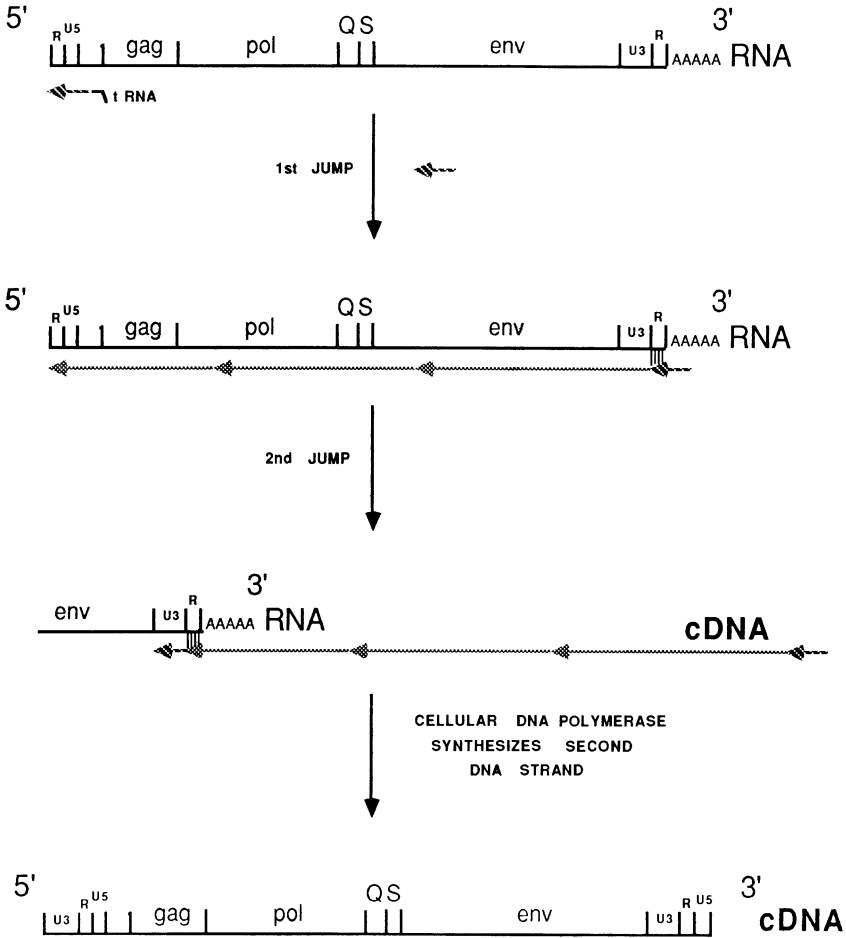 5' 3'
R U5 gag pol Q S env U3 R AAAAA RNA
t RNA
1st JUMP
5' 3'
R U5 gag pol Q S env U3 R AAAAA RNA
2nd JUMP
3'
env U3 R AAAAA RNA
cDNA
CELLULAR DNA POLYMERASE
SYNTHESIZES SECOND
DNA STRAND
5' 3'
U3 R U5 gag pol Q S env U3 R U5 cDNA